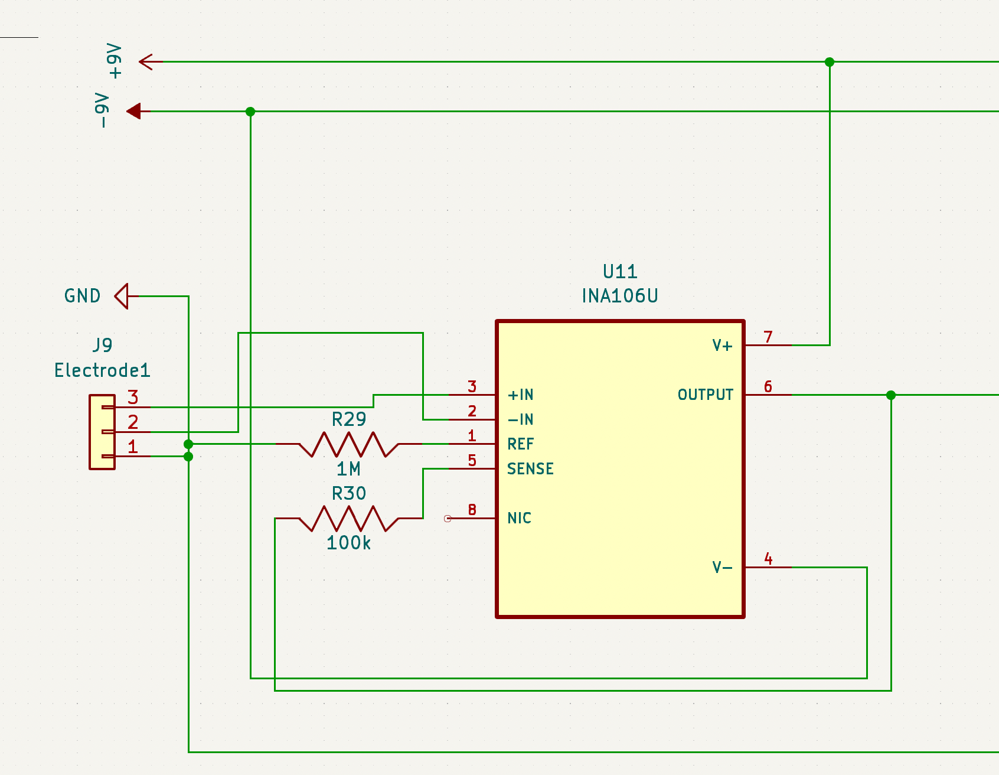 +9V
-9V
U11
GND
INA106U
J9
Electrode1
7
V+
3
3
+IN
OUTPUT
6
2
2
-IN
R29
1
1
REF
1M
5
SENSE
R30
8
NIC
100k
V-
4